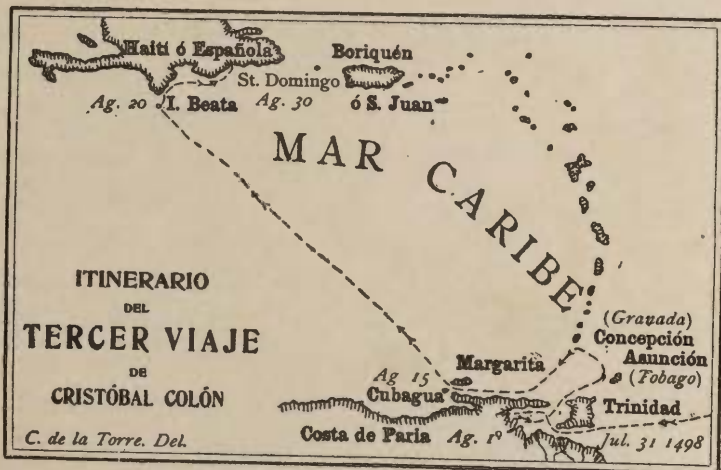 Haití ó Española
Boriquén
St. Domingo
Ag. 20
I. Beata
Ag. 30
ó S. Juan
MAR CARIBE
ITINERARIO
DEL
TERCER VIAJE
DE
CRISTÓBAL COLÓN
C. de la Torre. Del.
(Granada)
Concepción
Asunción
(Tobago)
Margarita
Ag 15
Cubagua
Trinidad
Costa de Paria
Ag. 1º
Jul. 31 1498